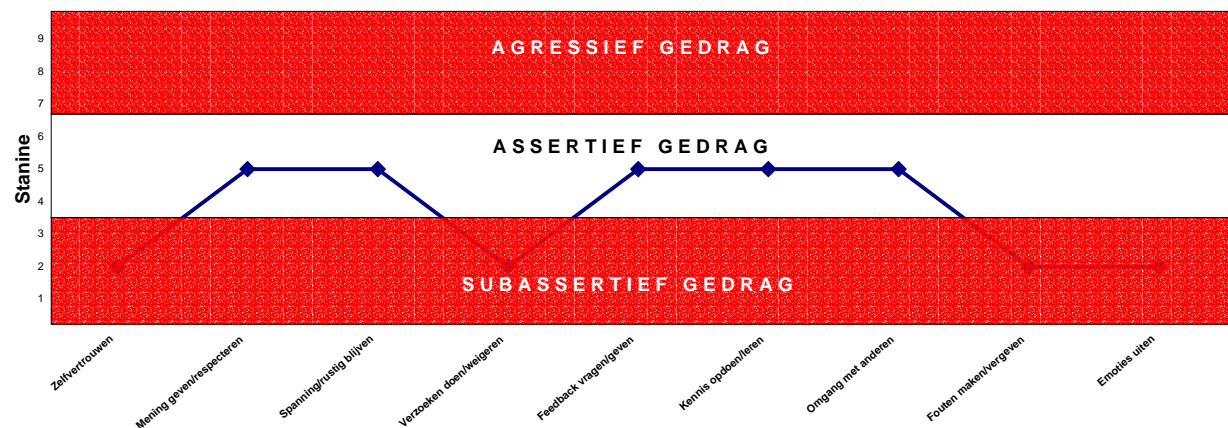 AGRESSIEF GEDRAG
ASSERTIEF GEDRAG
SUBASSERTIEF GEDRAG
Stanine
9
8
7
6
5
4
3
2
1
Zelfvertrouwen
Mening geven/respecteren
Spanning/rustig blijven
Verzoeken doen/weigeren
Feedback vragen/geven
Kennis opdoen/leren
Omgang met anderen
Fouten maken/vergeven
Emoties uiten